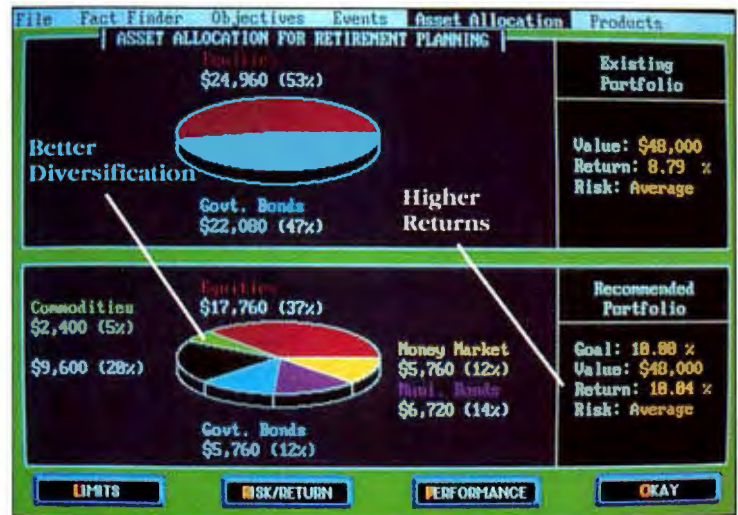 File Fact Finder Objectives Events Asset Allocation Products
ASSET ALLOCATION FOR RETIREMENT PLANNING
Equities
$24,960 (53%)
Better
Diversification
Govt. Bonds
$22,080 (47%)
Higher
Returns
Existing
Portfolio
Value: $48,000
Return: 8.79 %
Risk: Average
Commodities
$2,400 (5%)
$9,600 (20%)
Equities
$17,760 (37%)
Money Market
$5,760 (12%)
Muni. Bonds
$6,720 (14%)
Govt. Bonds
$5,760 (12%)
Recommended
Portfolio
Goal: 10.00 %
Value: $48,000
Return: 10.04 %
Risk: Average
LIMITS RISK/RETURN PERFORMANCE OKAY